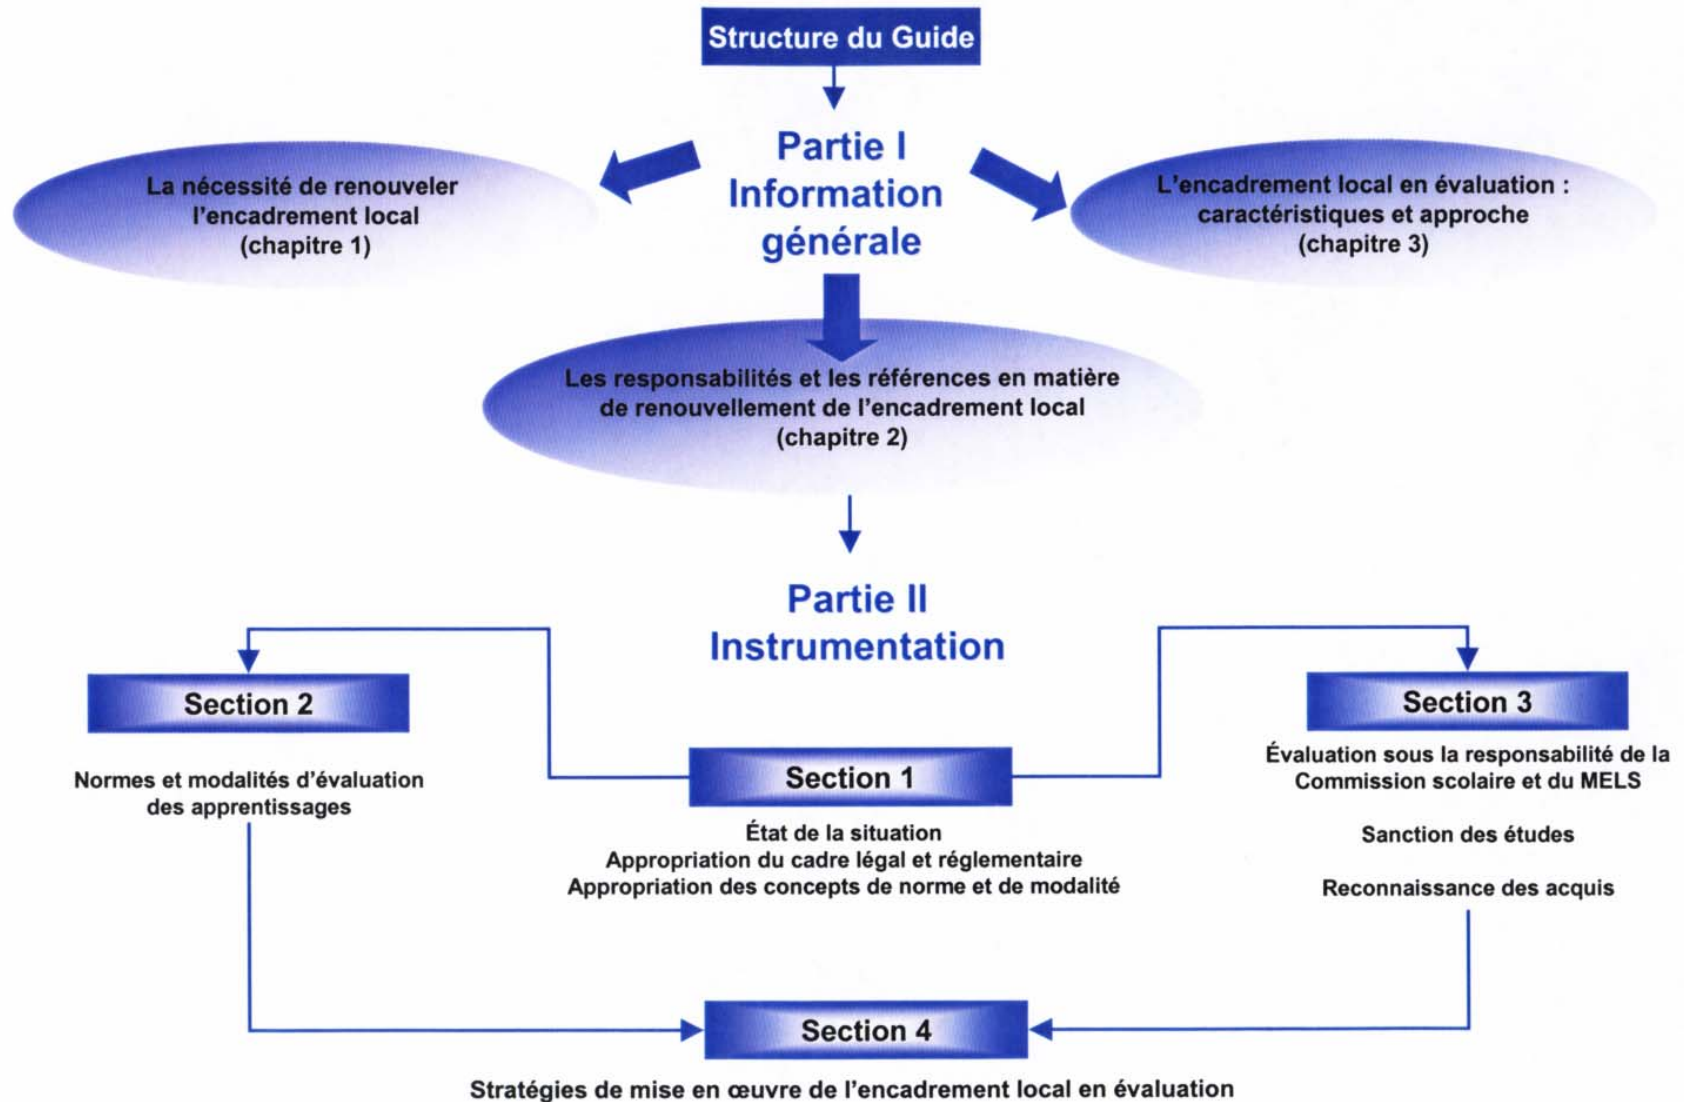 Structure du Guide
Partie I
Information
générale
La nécessité de renouveler
l'encadrement local
(chapitre 1)
L'encadrement local en évaluation :
caractéristiques et approche
(chapitre 3)
Les responsabilités et les références en matière
de renouvellement de l'encadrement local
(chapitre 2)
Partie II
Instrumentation
Section 2
Normes et modalités d'évaluation
des apprentissages
Section 1
État de la situation
Appropriation du cadre légal et réglementaire
Appropriation des concepts de norme et de modalité
Section 3
Évaluation sous la responsabilité de la
Commission scolaire et du MELS
Sanction des études
Reconnaissance des acquis
Section 4
Stratégies de mise en œuvre de l'encadrement local en évaluation